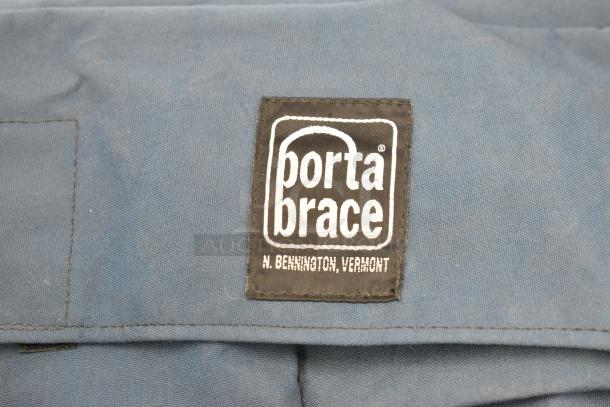 porta®
brace
N. BENNINGTON, VERMONT